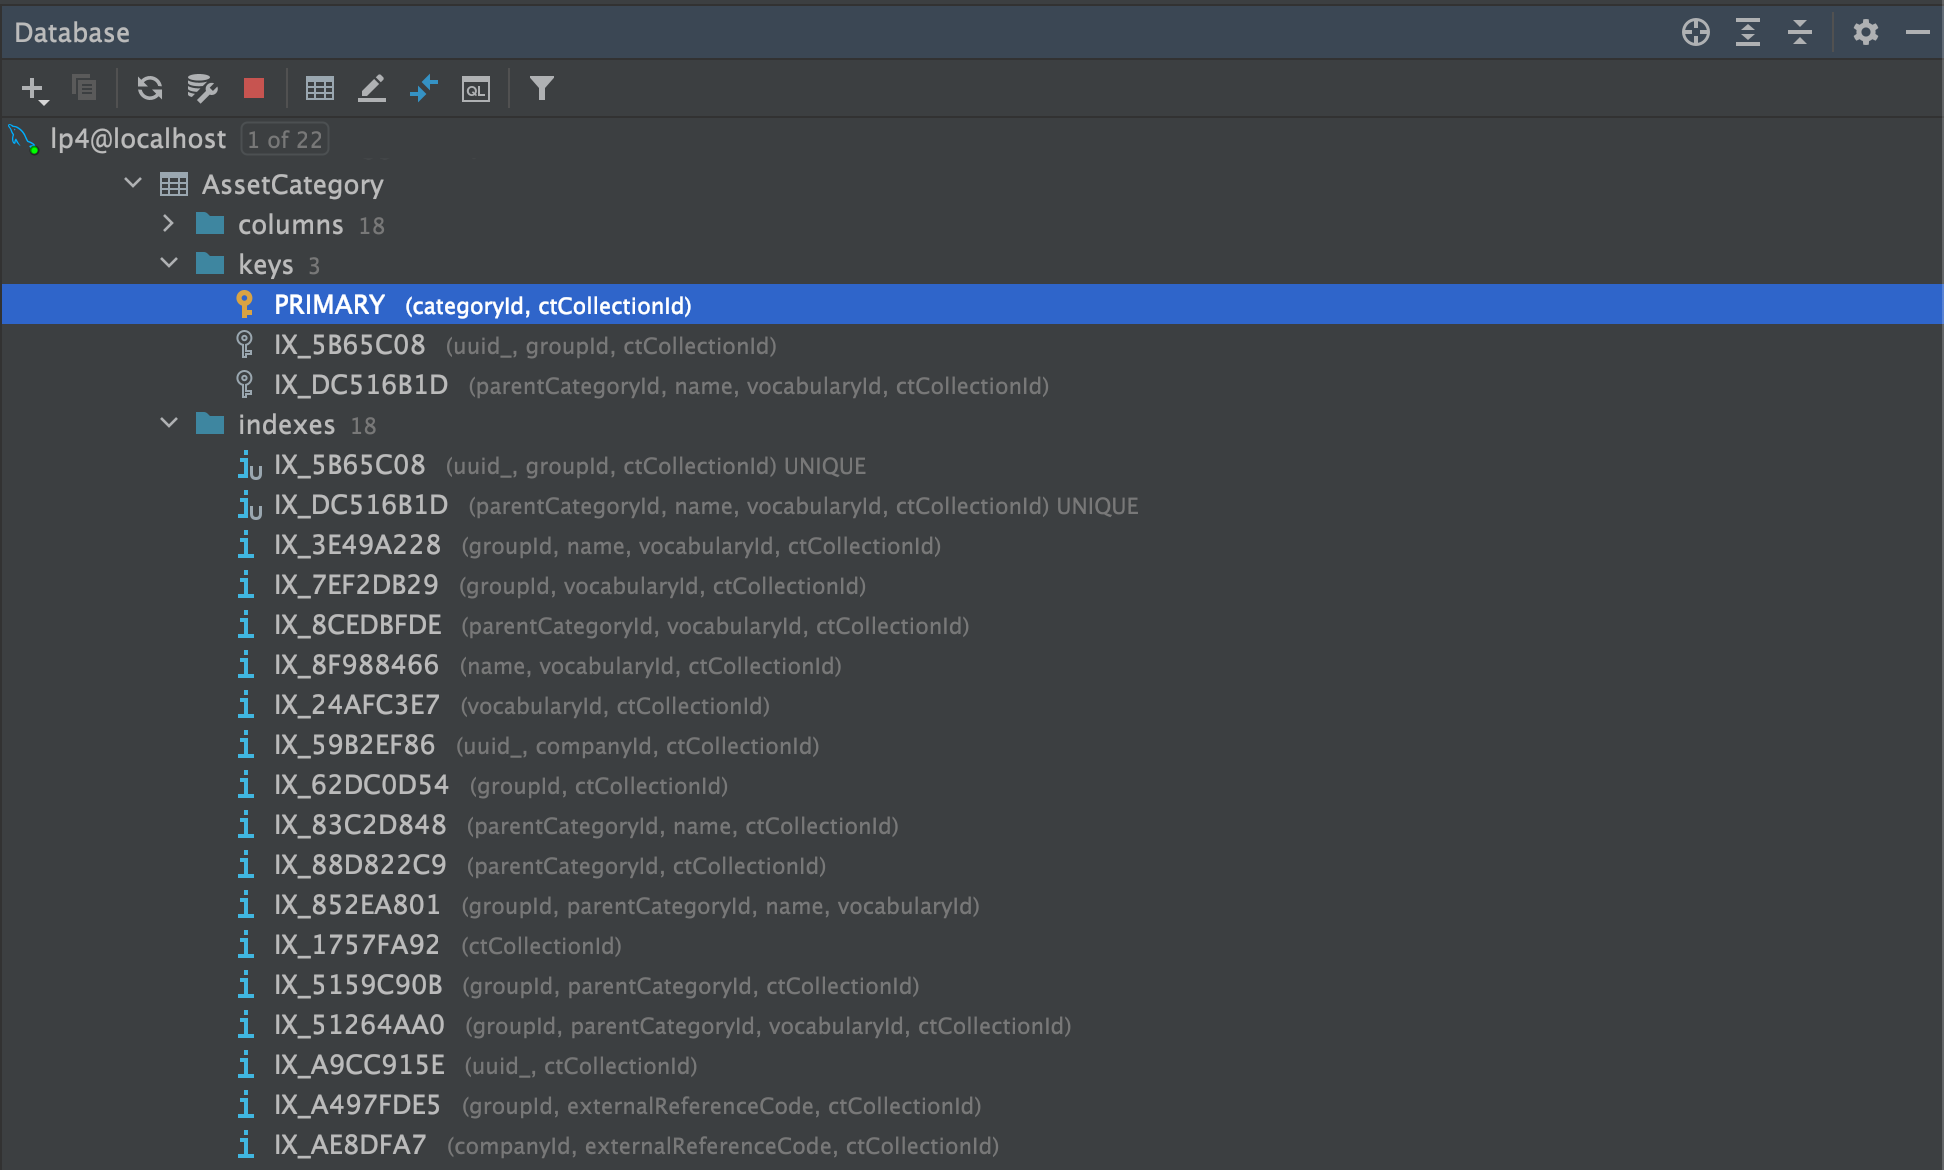 Database
QL
lp4@localhost 1 of 22
AssetCategory
columns 18
keys 3
PRIMARY (categoryId, ctCollectionId)
IX_5B65C08 (uuid_, groupId, ctCollectionId)
IX_DC516B1D (parentCategoryId, name, vocabularyId, ctCollectionId)
indexes 18
IX_5B65C08 (uuid_, groupId, ctCollectionId) UNIQUE
IX_DC516B1D (parentCategoryId, name, vocabularyId, ctCollectionId) UNIQUE
IX_3E49A228 (groupId, name, vocabularyId, ctCollectionId)
IX_7EF2DB29 (groupId, vocabularyId, ctCollectionId)
IX_8CEDBFDE (parentCategoryId, vocabularyId, ctCollectionId)
IX_8F988466 (name, vocabularyId, ctCollectionId)
IX_24AFC3E7 (vocabularyId, ctCollectionId)
IX_59B2EF86 (uuid_, companyId, ctCollectionId)
IX_62DC0D54 (groupId, ctCollectionId)
IX_83C2D848 (parentCategoryId, name, ctCollectionId)
IX_88D822C9 (parentCategoryId, ctCollectionId)
IX_852EA801 (groupId, parentCategoryId, name, vocabularyId)
IX_1757FA92 (ctCollectionId)
IX_5159C90B (groupId, parentCategoryId, ctCollectionId)
IX_51264AA0 (groupId, parentCategoryId, vocabularyId, ctCollectionId)
IX_A9CC915E (uuid_, ctCollectionId)
IX_A497FDE5 (groupId, externalReferenceCode, ctCollectionId)
IX_AE8DFA7 (companyId, externalReferenceCode, ctCollectionId)